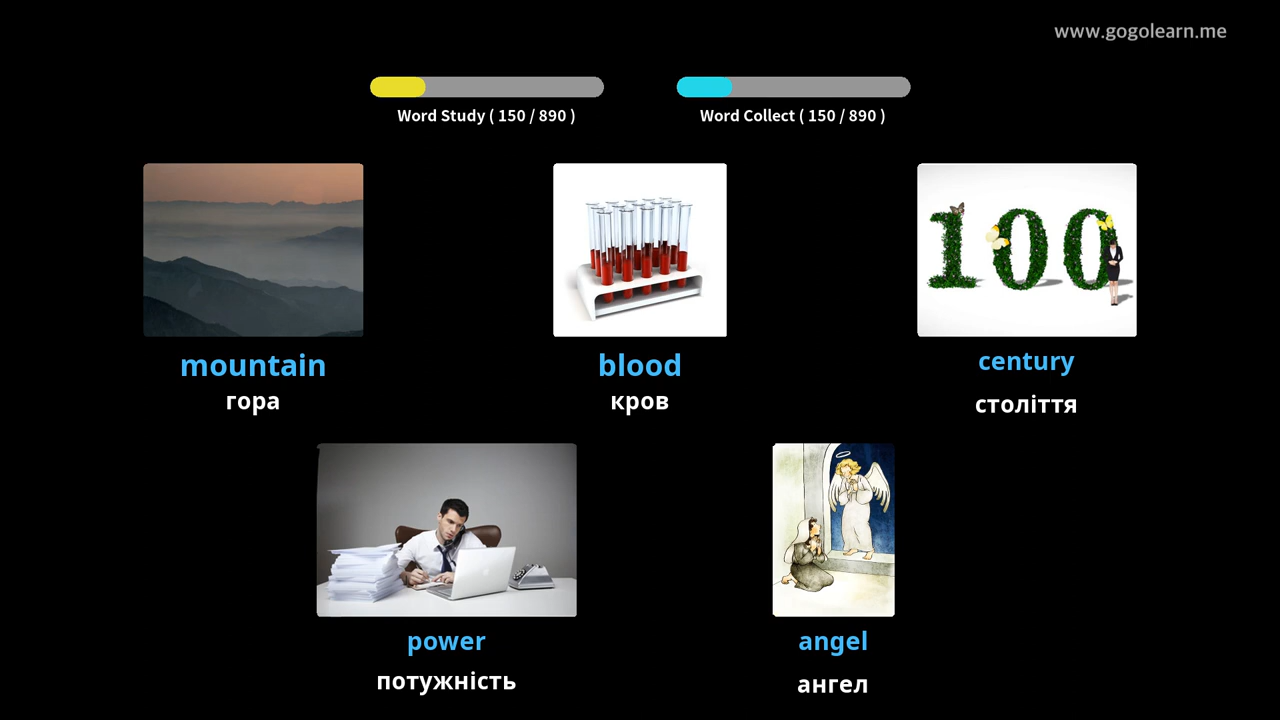 www.gogolearn.me
Word Study ( 150 / 890 )
Word Collect ( 150 / 890 )
mountain
гора
blood
кров
century
століття
power
потужність
angel
ангел